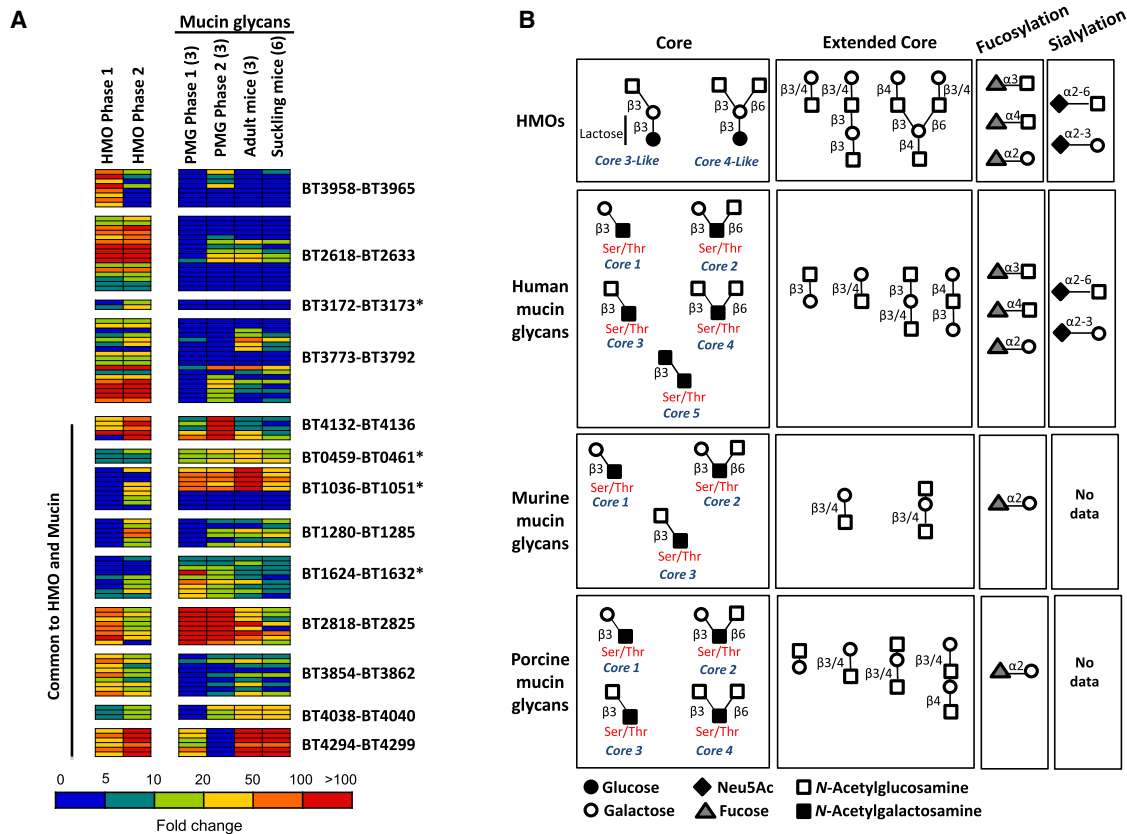 A
Mucin glycans
HMO Phase 1
HMO Phase 2
PMG Phase 1 (3)
PMG Phase 2 (3)
Adult mice (3)
Suckling mice (6)
BT3958-BT3965
BT2618-BT2633
BT3172-BT3173*
BT3773-BT3792
BT4132-BT4136
BT0459-BT0461*
BT1036-BT1051*
BT1280-BT1285
BT1624-BT1632*
BT2818-BT2825
BT3854-BT3862
BT4038-BT4040
BT4294-BT4299
Common to HMO and Mucin
0 5 10 20 50 100 >100
Fold change
B
Core
Extended Core
Fucosylation
Sialylation
HMOs
β3
β3
Lactose
Core 3-Like
β3
β6
β3
Core 4-Like
β3/4
β3/4
β3
β3
β4
β3/4
β3
β6
β4
α3
α4
α2
α2-6
α2-3
Human
mucin
glycans
β3
Ser/Thr
Core 1
β3
β6
Ser/Thr
Core 2
β3
Ser/Thr
Core 3
β3
β6
Ser/Thr
Core 4
β3
Ser/Thr
Core 5
β3
β3/4
β3
β3/4
β4
β3
α3
α4
α2
α2-6
α2-3
Murine
mucin
glycans
β3
Ser/Thr
Core 1
β3
β6
Ser/Thr
Core 2
β3
Ser/Thr
Core 3
β3/4
β3/4
α2
No
data
Porcine
mucin
glycans
β3
Ser/Thr
Core 1
β3
β6
Ser/Thr
Core 2
β3
Ser/Thr
Core 3
β3
β6
Ser/Thr
Core 4
β3/4
β3/4
β3/4
β4
α2
No
data
Glucose
Neu5Ac
N-Acetylglucosamine
Galactose
Fucose
N-Acetylgalactosamine